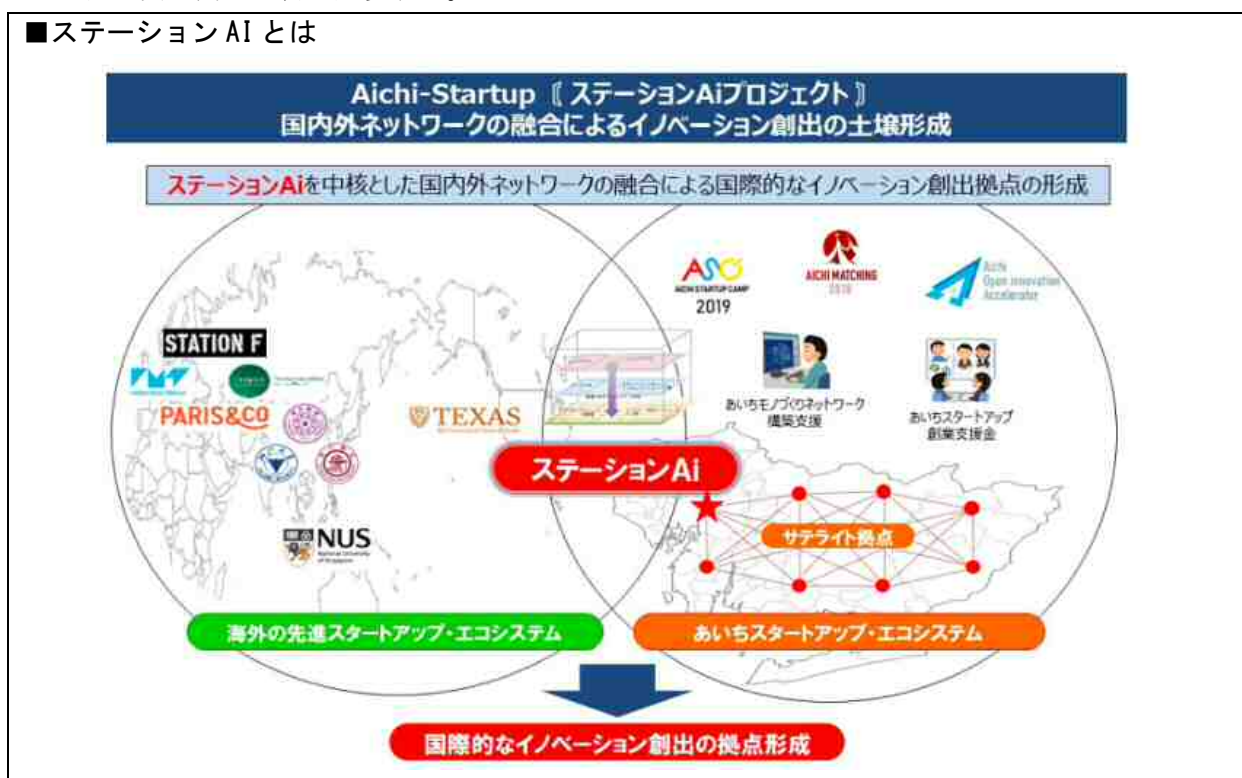 ■ステーションAIとは
Aichi-Startup〖ステーションAiプロジェクト〗
国内外ネットワークの融合によるイノベーション創出の土壌形成
ステーションAiを中核とした国内外ネットワークの融合による国際的なイノベーション創出拠点の形成
STATION F
PARIS&CO
TEXAS
NUS
National University
of Singapore
AICHI STARTUP CAMP
2019
AICHI MATCHING
Aichi
Open Innovation
Accelerator
あいちモノづくりネットワーク
構築支援
あいちスタートアップ
創業支援金
ステーションAi
サテライト拠点
海外の先進スタートアップ・エコシステム
あいちスタートアップ・エコシステム
国際的なイノベーション創出の拠点形成